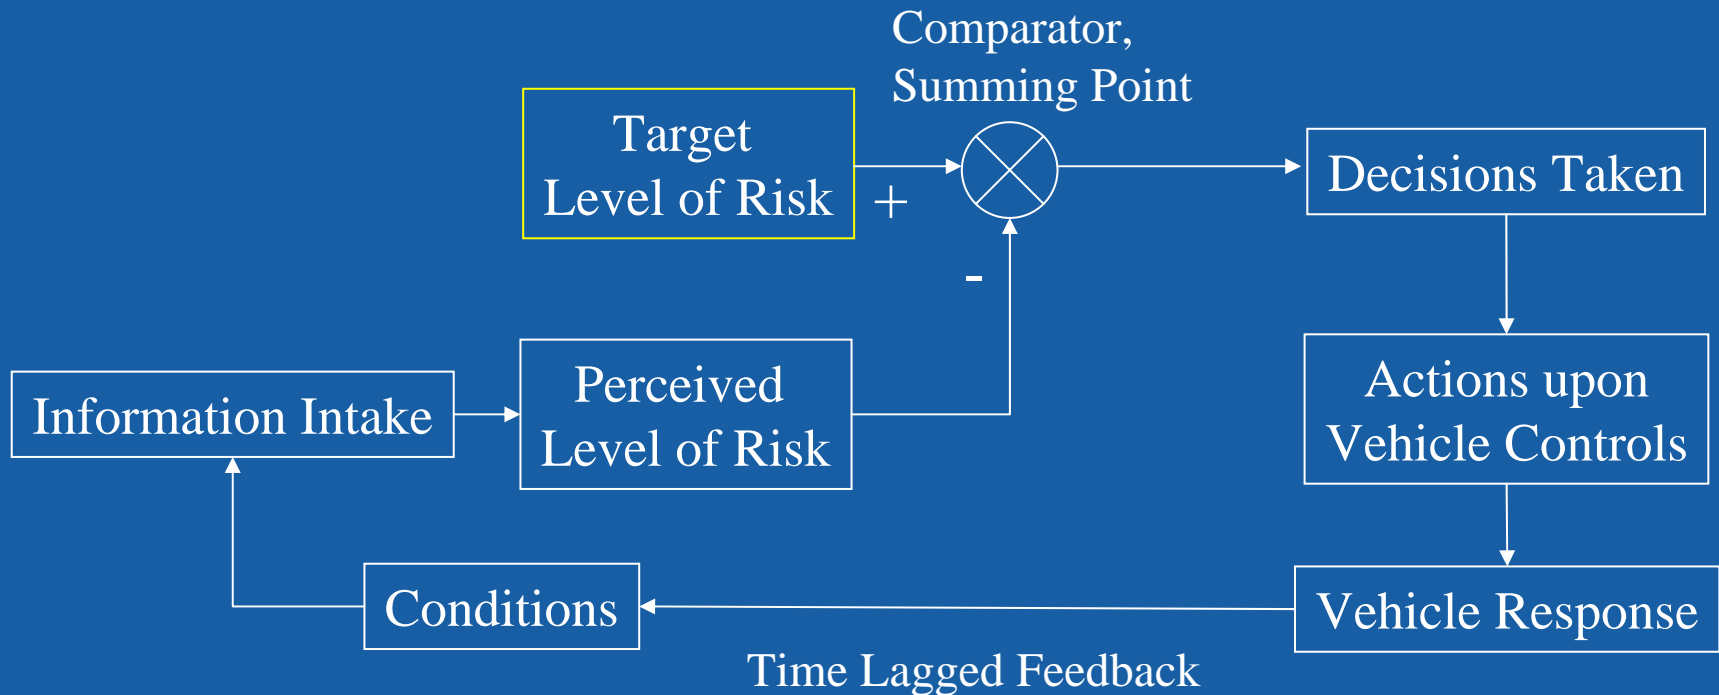 Comparator,
Summing Point
Target
Level of Risk
+
Decisions Taken
-
Perceived
Level of Risk
Information Intake
Actions upon
Vehicle Controls
Conditions
Vehicle Response
Time Lagged Feedback